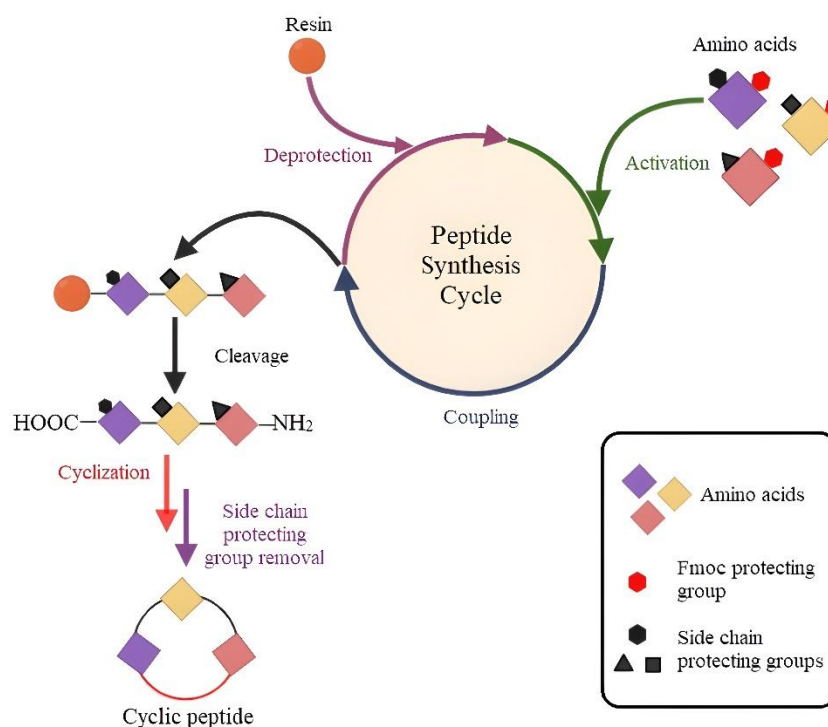 Resin
Amino acids
Deprotection
Activation
Peptide
Synthesis
Cycle
Cleavage
Coupling
HOOC
NH₂
Cyclization
Side chain
protecting
group removal
Cyclic peptide
Amino acids
Fmoc protecting
group
Side chain
protecting groups